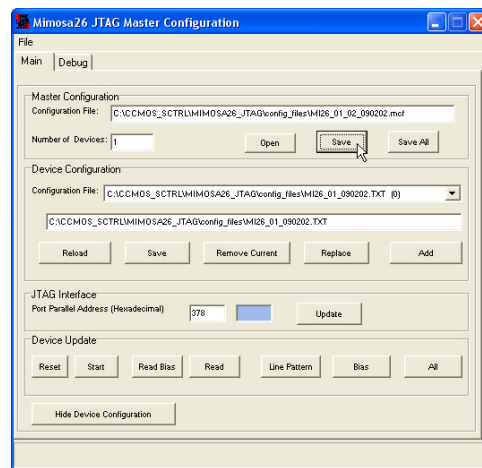 Mimosa26 JTAG Master Configuration
File
Main Debug
Master Configuration
Configuration File: C:\CCMOS_SCTRL\MIMOSA26_JTAG\config_files\MI26_01_02_090202.mcf
Number of Devices: 1 Open Save Save All
Device Configuration
Configuration File: C:\CCMOS_SCTRL\MIMOSA26_JTAG\config_files\MI26_01_090202.TXT (0)
C:\CCMOS_SCTRL\MIMOSA26_JTAG\config_files\MI26_01_090202.TXT
Reload Save Remove Current Replace Add
JTAG Interface
Port Parallel Address (Hexadecimal) 378 Update
Device Update
Reset Start Read Bias Read Line Pattern Bias All
Hide Device Configuration